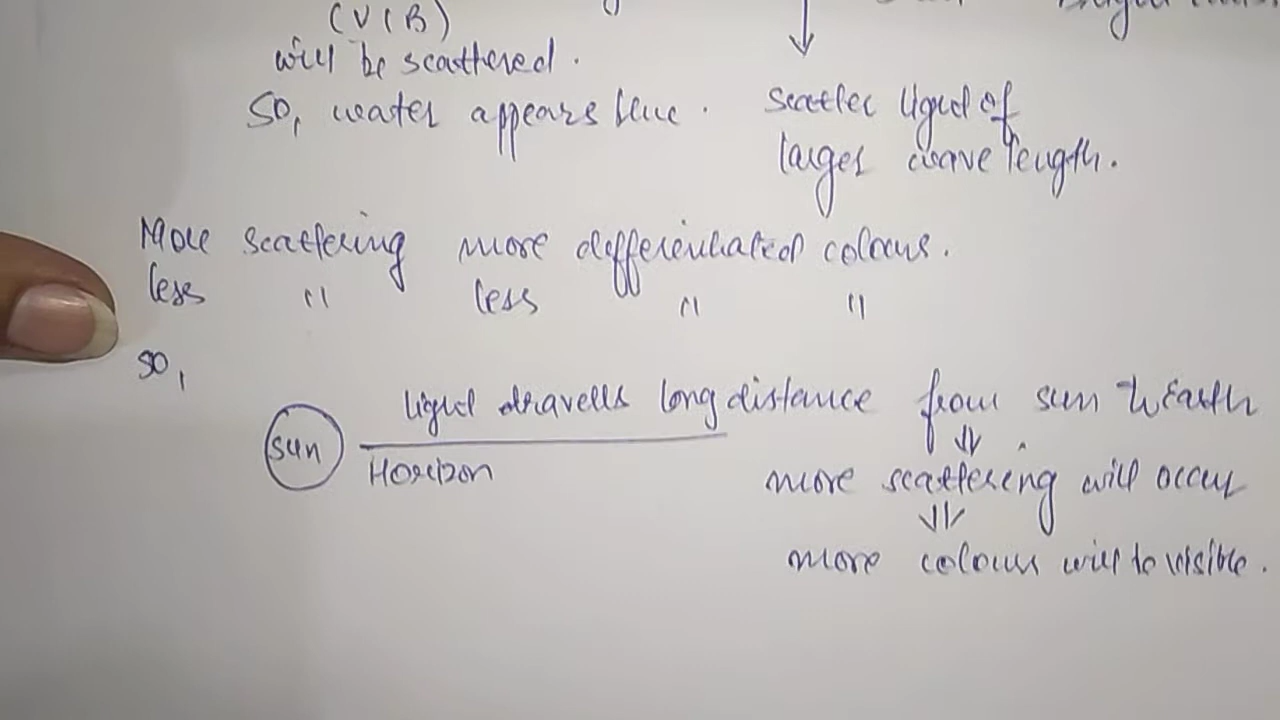 (VIB)
will be scattered.
So, water appears blue.
Scatter light of
larger wave length.
More scattering more differentiated colours.
less " less " "
so,
light travells long distance from sun to Earth
sun
Horizon
more scattering will occur
more colours will be visible.